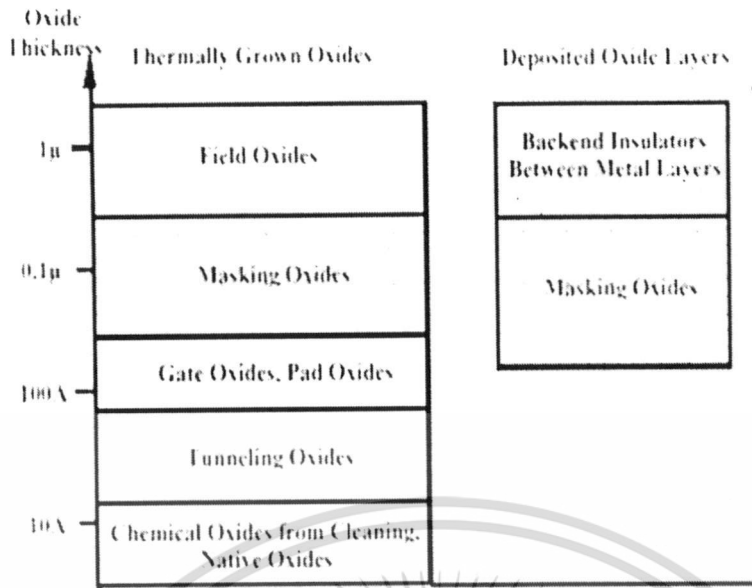 Oxide
Thickness
Thermally Grown Oxides
Deposited Oxide Layers
1μ
Field Oxides
Backend Insulators
Between Metal Layers
0.1μ
Masking Oxides
Masking Oxides
Gate Oxides, Pad Oxides
100Å
Tunneling Oxides
10Å
Chemical Oxides from Cleaning,
Native Oxides